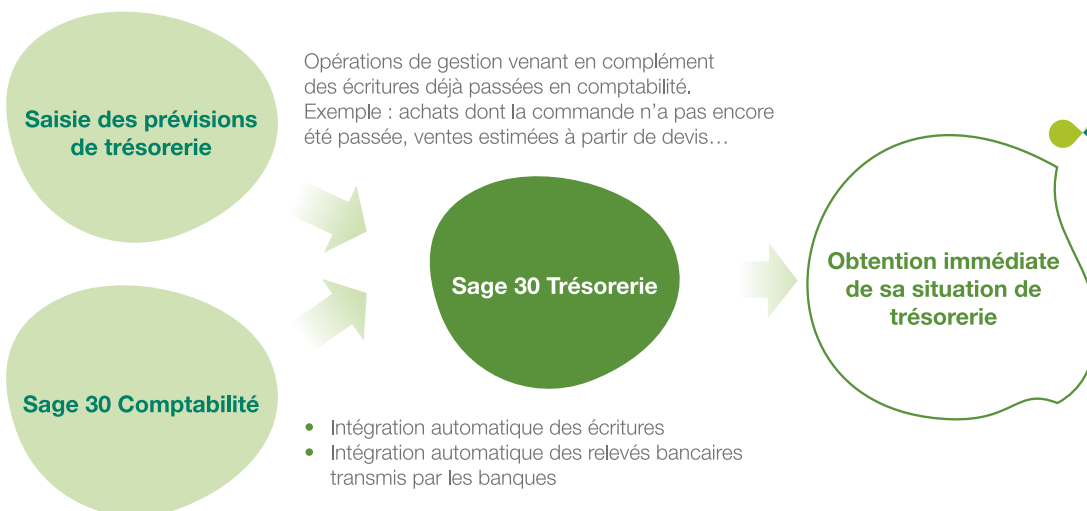 Opérations de gestion venant en complément
des écritures déjà passées en comptabilité.
Exemple : achats dont la commande n'a pas encore
été passée, ventes estimées à partir de devis…
Saisie des prévisions
de trésorerie
Sage 30 Trésorerie
Obtention immédiate
de sa situation de
trésorerie
Sage 30 Comptabilité
• Intégration automatique des écritures
• Intégration automatique des relevés bancaires
transmis par les banques